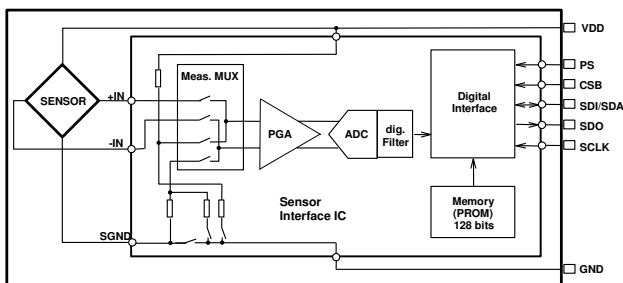 VDD
PS
CSB
SDI/SDA
SDO
SCLK
GND
SENSOR
+IN
-IN
SGND
Meas. MUX
PGA
ADC
dig.
Filter
Digital
Interface
Memory
(PROM)
128 bits
Sensor
Interface IC